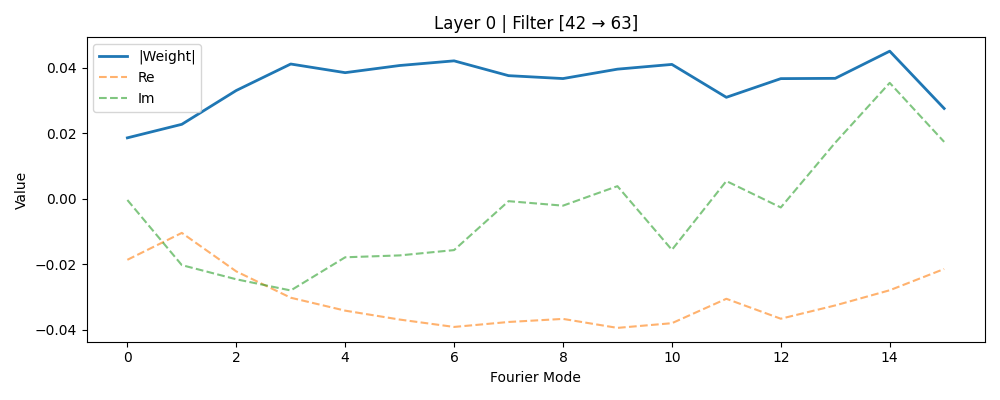 Layer 0 | Filter [42 → 63]
|Weight|
Re
Im
0.04
0.02
0.00
−0.02
−0.04
Value
0 2 4 6 8 10 12 14
Fourier Mode